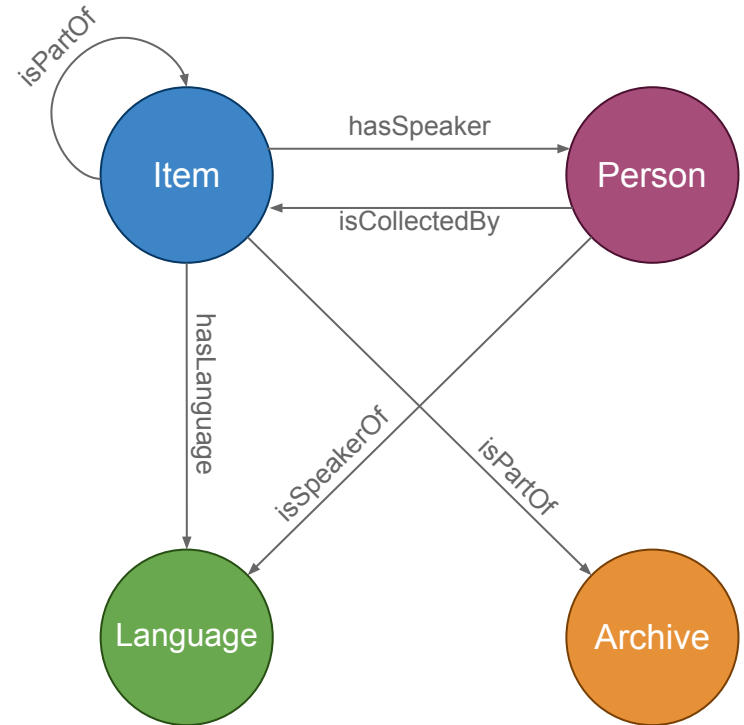 isPartOf
hasSpeaker
Item
Person
isCollectedBy
hasLanguage
isSpeakerOf
isPartOf
Language
Archive